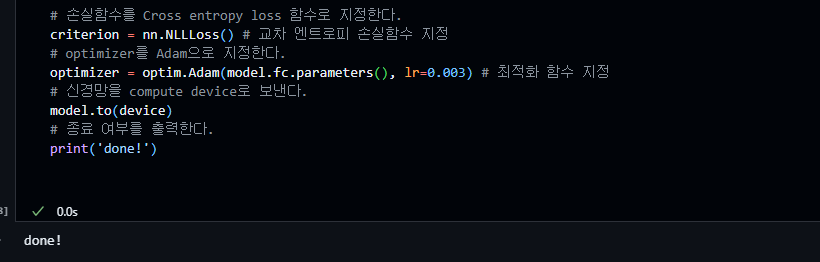 # 손실함수를 Cross entropy loss 함수로 지정한다.
criterion = nn.NLLLoss() # 교차 엔트로피 손실함수 지정
# optimizer를 Adam으로 지정한다.
optimizer = optim.Adam(model.fc.parameters(), lr=0.003) # 최적화 함수 지정
# 신경망을 compute device로 보낸다.
model.to(device)
# 종료 여부를 출력한다.
print('done!')
3] ✓ 0.0s
done!